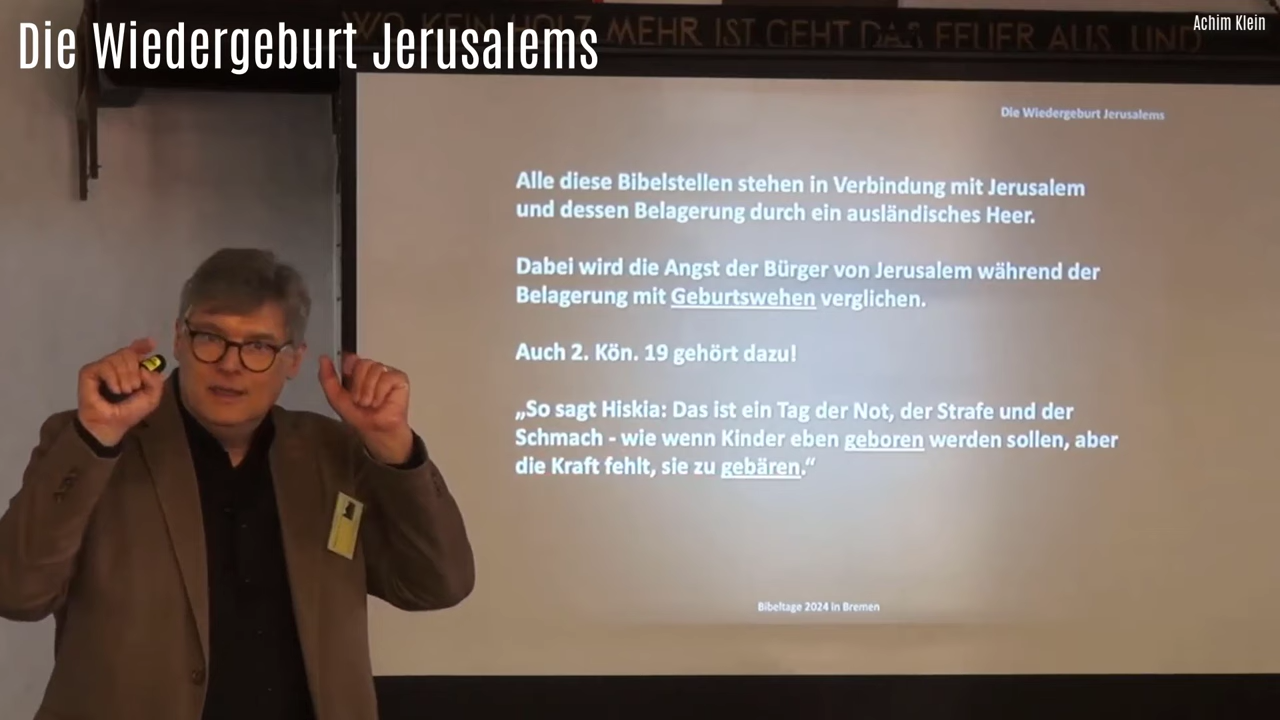 Die Wiedergeburt Jerusalems
Achim Klein
WO KEIN HOLZ MEHR IST GEHT DAS FEUER AUS UND
Die Wiedergeburt Jerusalems
Alle diese Bibelstellen stehen in Verbindung mit Jerusalem
und dessen Belagerung durch ein ausländisches Heer.
Dabei wird die Angst der Bürger von Jerusalem während der
Belagerung mit Geburtswehen verglichen.
Auch 2. Kön. 19 gehört dazu!
„So sagt Hiskia: Das ist ein Tag der Not, der Strafe und der
Schmach - wie wenn Kinder eben geboren werden sollen, aber
die Kraft fehlt, sie zu gebären.“
Bibeltage 2024 in Bremen